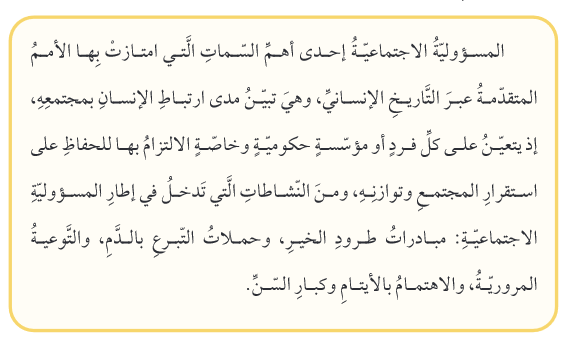 المسؤوليّةُ الاجتماعيّةُ إحدى أهمِّ السّماتِ الَّتي امتازتْ بِها الأممُ
المتقدّمةُ عبرَ التَّاريخِ الإنسانيِّ، وهيَ تبيّنُ مدى ارتباطِ الإنسانِ بمجتمعِهِ،
إذ يتعيّنُ على كلِّ فردٍ أو مؤسّسةٍ حكوميّةٍ وخاصّةٍ الالتزامُ بها للحفاظِ على
استقرارِ المجتمعِ وتوازنِهِ، ومنَ النّشاطاتِ الَّتي تَدخلُ في إطارِ المسؤوليّةِ
الاجتماعيّةِ: مبادراتُ طرودِ الخيرِ، وحملاتُ التّبرعِ بالدَّمِ، والتَّوعيةُ
المروريّةُ، والاهتمامُ بالأيتامِ وكبارِ السّنِّ.